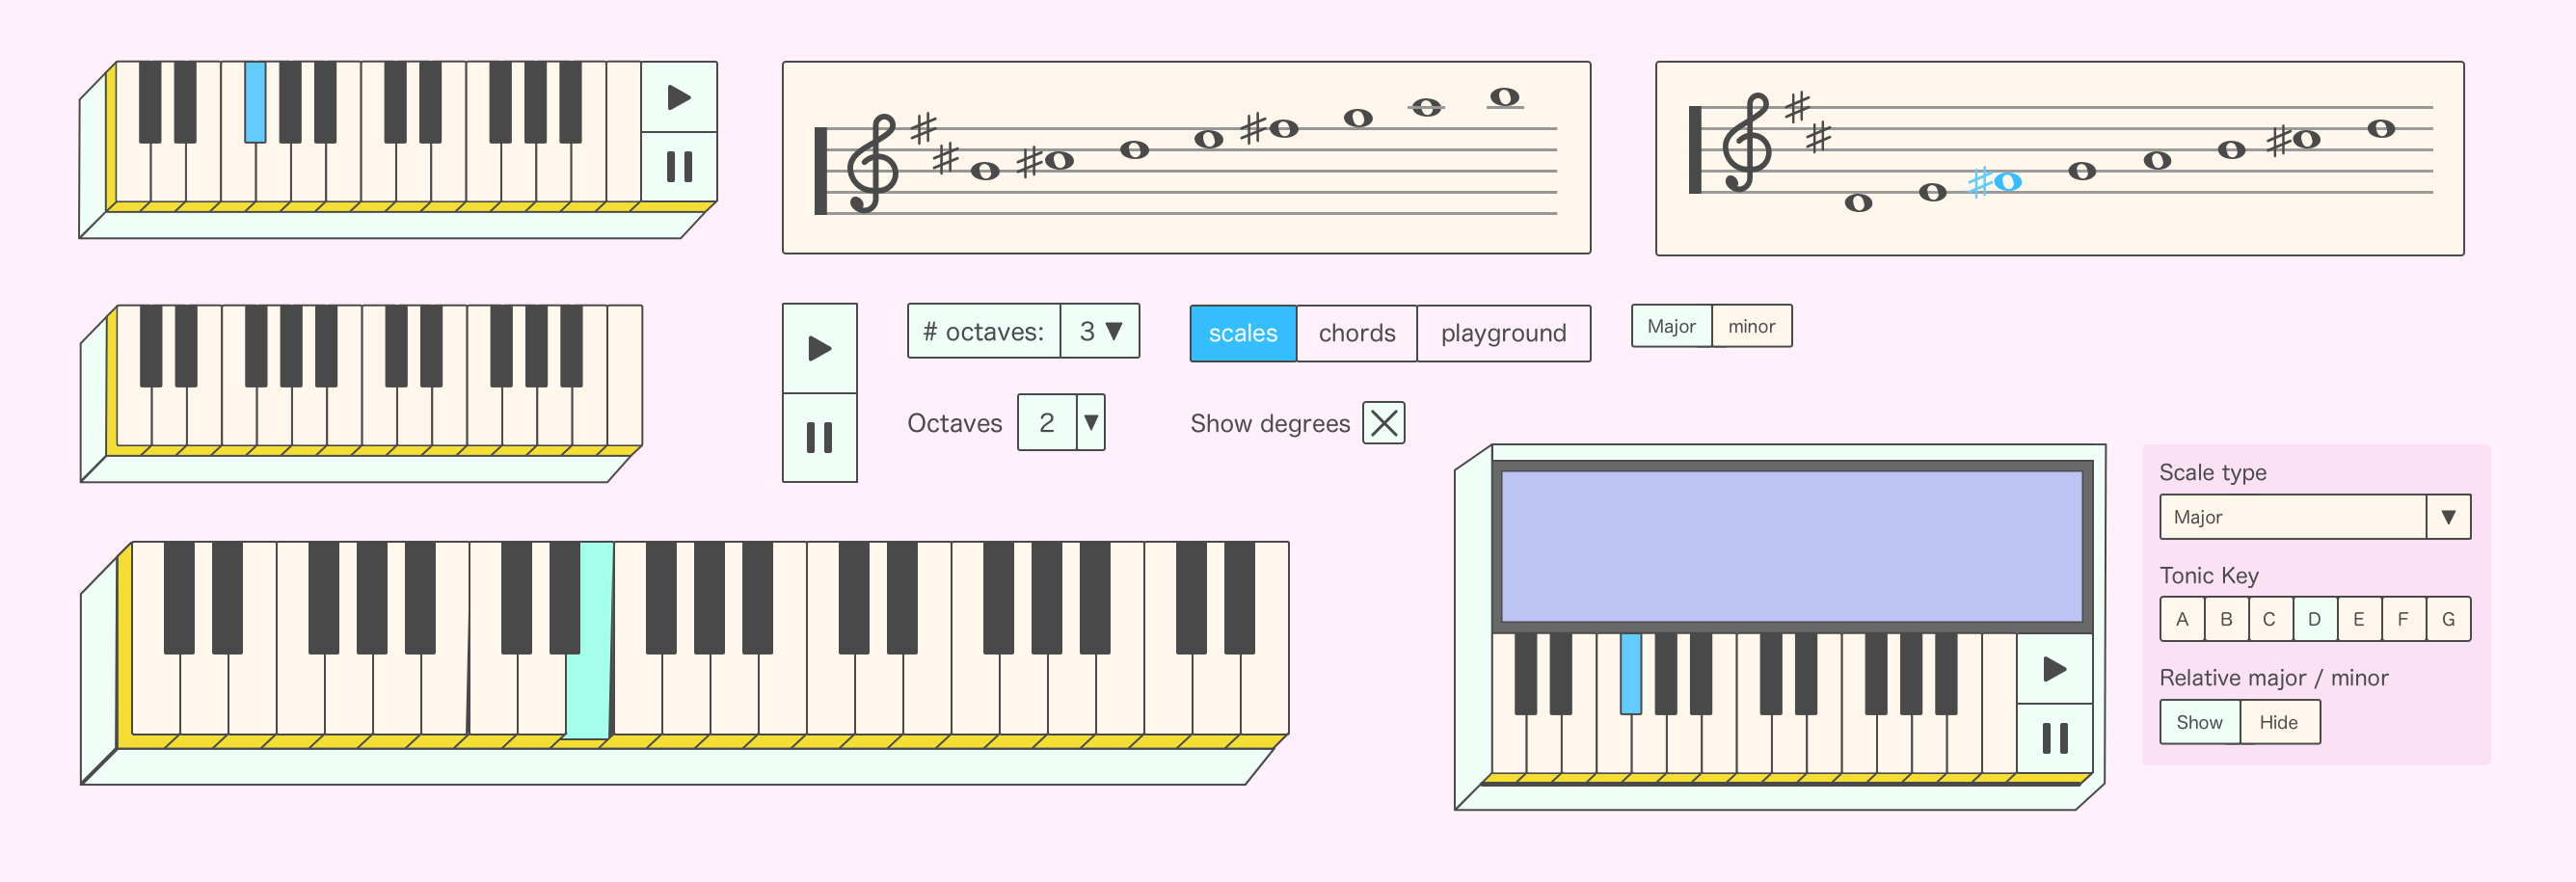 # octaves: 3
scales chords playground
Major minor
Octaves 2
Show degrees
Scale type
Major
Tonic Key
A B C D E F G
Relative major / minor
Show Hide